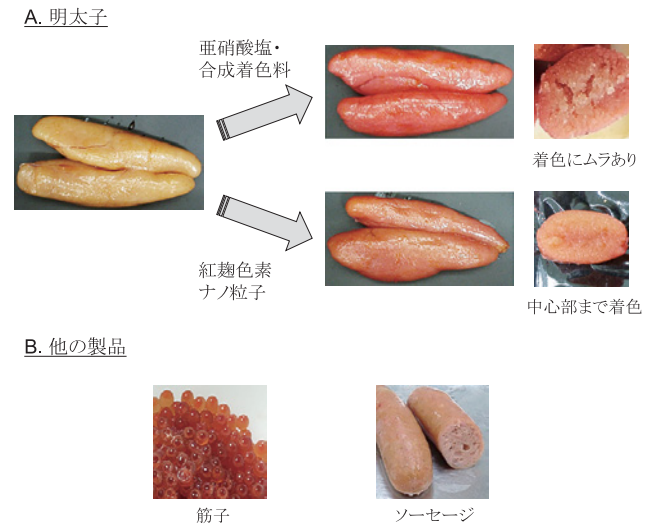 A. 明太子
亜硝酸塩・
合成着色料
着色にムラあり
紅麹色素
ナノ粒子
中心部まで着色
B. 他の製品
筋子
ソーセージ